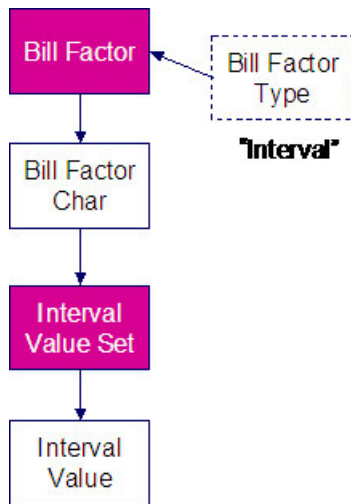 Bill Factor
Bill Factor
Type
"Interval"
Bill Factor
Char
Interval
Value Set
Interval
Value